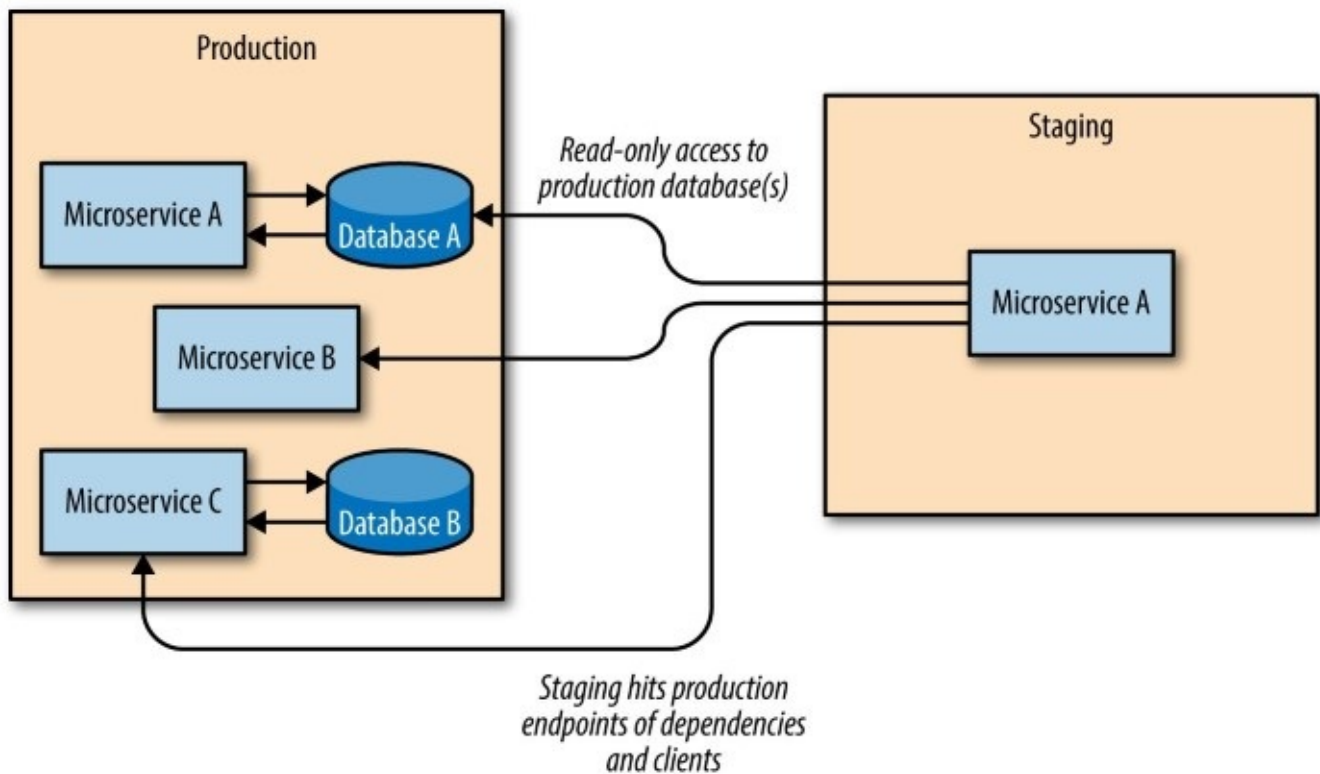 Production
Staging
Read-only access to
production database(s)
Microservice A
Database A
Microservice A
Microservice B
Microservice C
Database B
Staging hits production
endpoints of dependencies
and clients